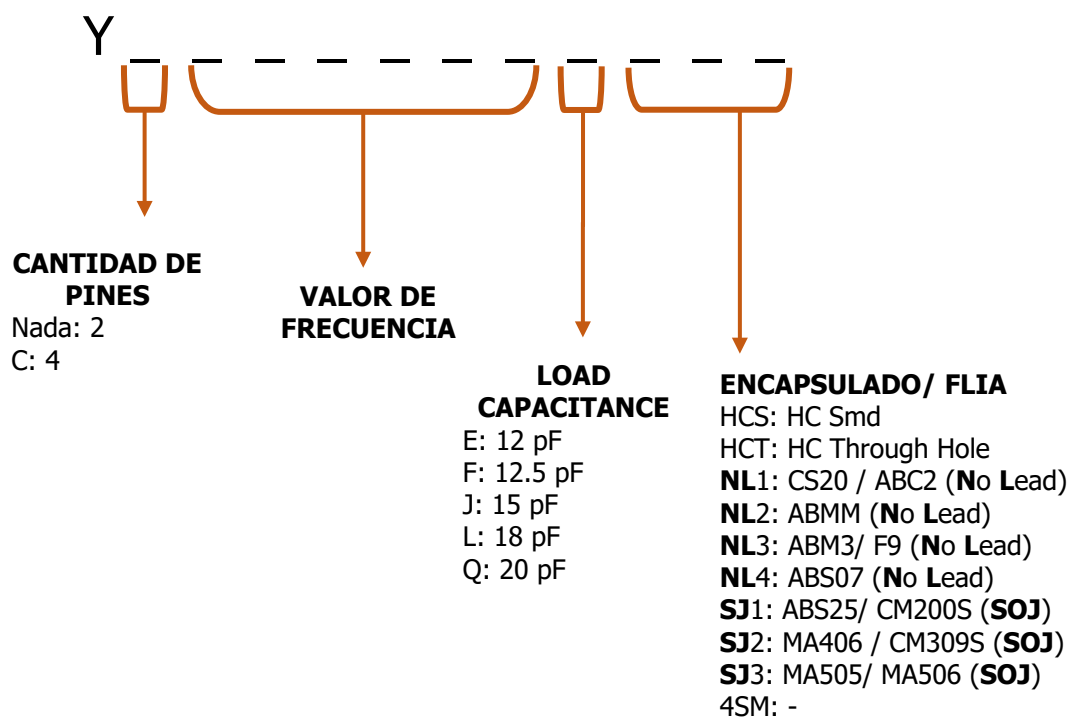 Y _ _ _ _ _ _ _ _ _ _ _
CANTIDAD DE
PINES
Nada: 2
C: 4
VALOR DE
FRECUENCIA
LOAD
CAPACITANCE
E: 12 pF
F: 12.5 pF
J: 15 pF
L: 18 pF
Q: 20 pF
ENCAPSULADO/ FLIA
HCS: HC Smd
HCT: HC Through Hole
NL1: CS20 / ABC2 (No Lead)
NL2: ABMM (No Lead)
NL3: ABM3/ F9 (No Lead)
NL4: ABS07 (No Lead)
SJ1: ABS25/ CM200S (SOJ)
SJ2: MA406 / CM309S (SOJ)
SJ3: MA505/ MA506 (SOJ)
4SM: -